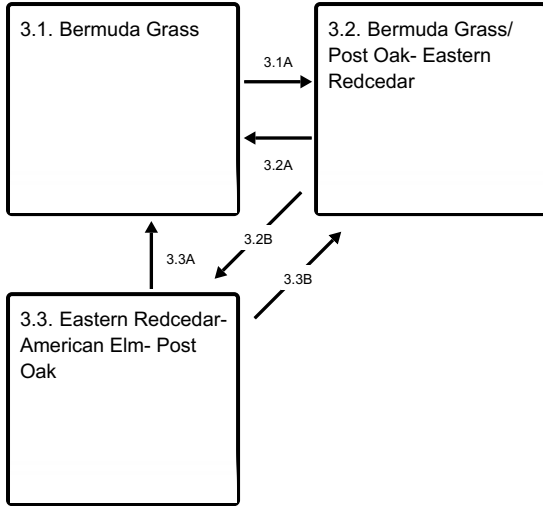 3.1. Bermuda Grass
3.2. Bermuda Grass/
Post Oak- Eastern
Redcedar
3.1A
3.2A
3.2B
3.3A
3.3B
3.3. Eastern Redcedar-
American Elm- Post
Oak